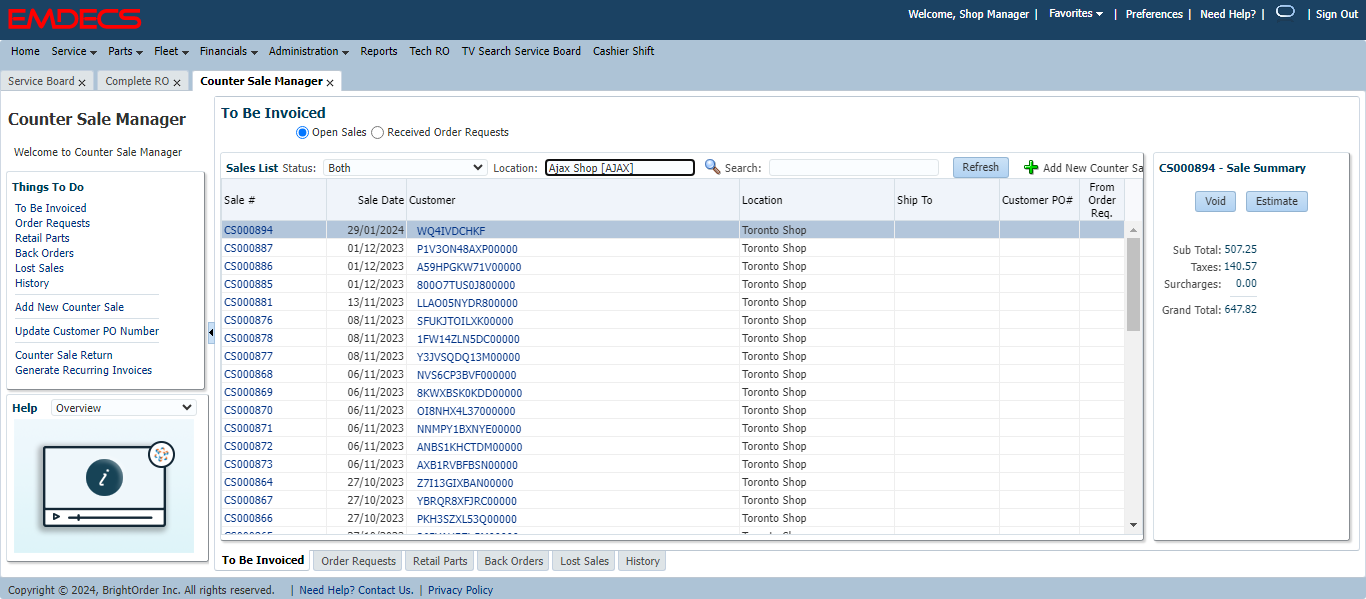 EMDECS
Welcome, Shop Manager | Favorites | Preferences | Need Help? | | Sign Out
Home Service Parts Fleet Financials Administration Reports Tech RO TV Search Service Board Cashier Shift
Service Board x Complete RO x Counter Sale Manager x
Counter Sale Manager
Welcome to Counter Sale Manager
Things To Do
To Be Invoiced
Order Requests
Retail Parts
Back Orders
Lost Sales
History
Add New Counter Sale
Update Customer PO Number
Counter Sale Return
Generate Recurring Invoices
Help Overview
i
To Be Invoiced
Open Sales Received Order Requests
Sales List Status: Both Location: Ajax Shop [AJAX] Search: Refresh Add New Counter Sa
Sale # Sale Date Customer Location Ship To Customer PO# From Order Req.
CS000894 29/01/2024 WQ4IVDCHKF Toronto Shop
CS000887 01/12/2023 P1V3ON48AXP00000 Toronto Shop
CS000886 01/12/2023 A59HPGKW71V00000 Toronto Shop
CS000885 01/12/2023 800O7TUS0J800000 Toronto Shop
CS000881 13/11/2023 LLAO05NYDR800000 Toronto Shop
CS000876 08/11/2023 SFUKJTOILXK00000 Toronto Shop
CS000878 08/11/2023 1FW14ZLN5DC00000 Toronto Shop
CS000877 08/11/2023 Y3JVSQDQ13M00000 Toronto Shop
CS000868 06/11/2023 NVS6CP3BVF000000 Toronto Shop
CS000869 06/11/2023 8KWXBSK0KDD00000 Toronto Shop
CS000870 06/11/2023 OI8NHX4L37000000 Toronto Shop
CS000871 06/11/2023 NNMPY1BXNYE00000 Toronto Shop
CS000872 06/11/2023 ANBS1KHCTDM00000 Toronto Shop
CS000873 06/11/2023 AXB1RVBFBSN00000 Toronto Shop
CS000864 27/10/2023 Z7I13GIXBAN00000 Toronto Shop
CS000867 27/10/2023 YBRQR8XFJRC00000 Toronto Shop
CS000866 27/10/2023 PKH3SZXL53Q00000 Toronto Shop
CS000894 - Sale Summary
Void Estimate
Sub Total: 507.25
Taxes: 140.57
Surcharges: 0.00
Grand Total: 647.82
To Be Invoiced Order Requests Retail Parts Back Orders Lost Sales History
Copyright © 2024, BrightOrder Inc. All rights reserved. | Need Help? Contact Us. | Privacy Policy